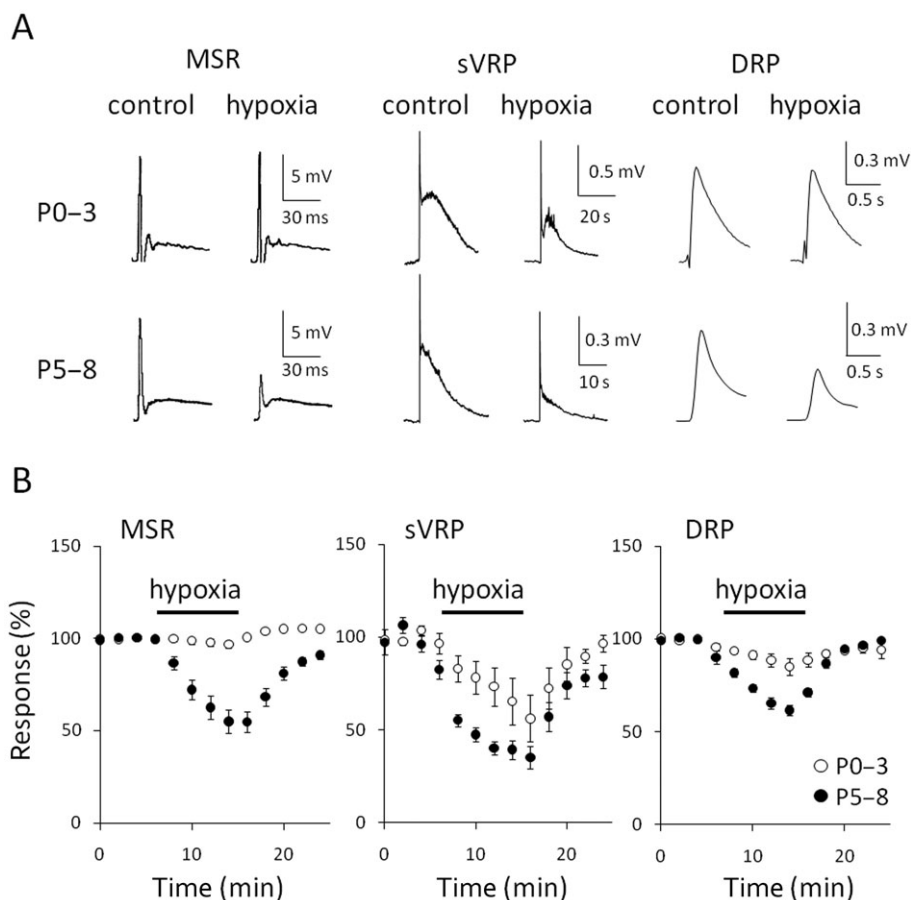 A
MSR
sVRP
DRP
control hypoxia
control hypoxia
control hypoxia
P0–3
5 mV
30 ms
0.5 mV
20 s
0.3 mV
0.5 s
P5–8
5 mV
30 ms
0.3 mV
10 s
0.3 mV
0.5 s
B
Response (%)
MSR
150
100
50
0
hypoxia
0 10 20
Time (min)
sVRP
150
100
50
0
hypoxia
0 10 20
Time (min)
DRP
150
100
50
0
hypoxia
P0–3
P5–8
0 10 20
Time (min)